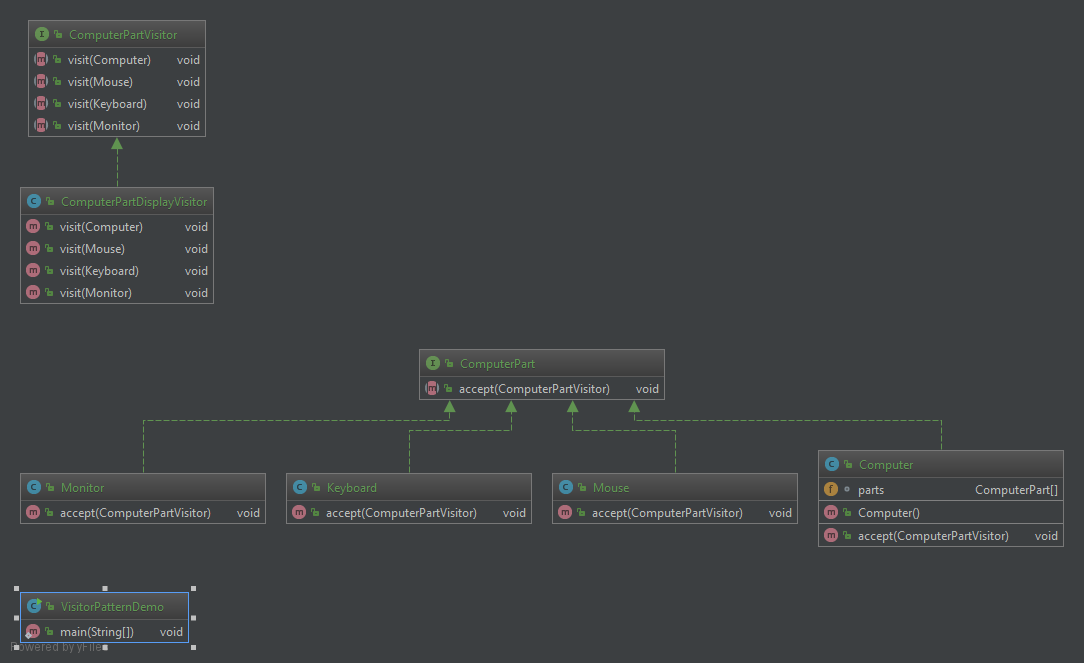 ComputerPartVisitor
visit(Computer) void
visit(Mouse) void
visit(Keyboard) void
visit(Monitor) void
ComputerPartDisplayVisitor
visit(Computer) void
visit(Mouse) void
visit(Keyboard) void
visit(Monitor) void
ComputerPart
accept(ComputerPartVisitor) void
Monitor
accept(ComputerPartVisitor) void
Keyboard
accept(ComputerPartVisitor) void
Mouse
accept(ComputerPartVisitor) void
Computer
parts ComputerPart[]
Computer()
accept(ComputerPartVisitor) void
VisitorPatternDemo
main(String[]) void
Powered by yFiles